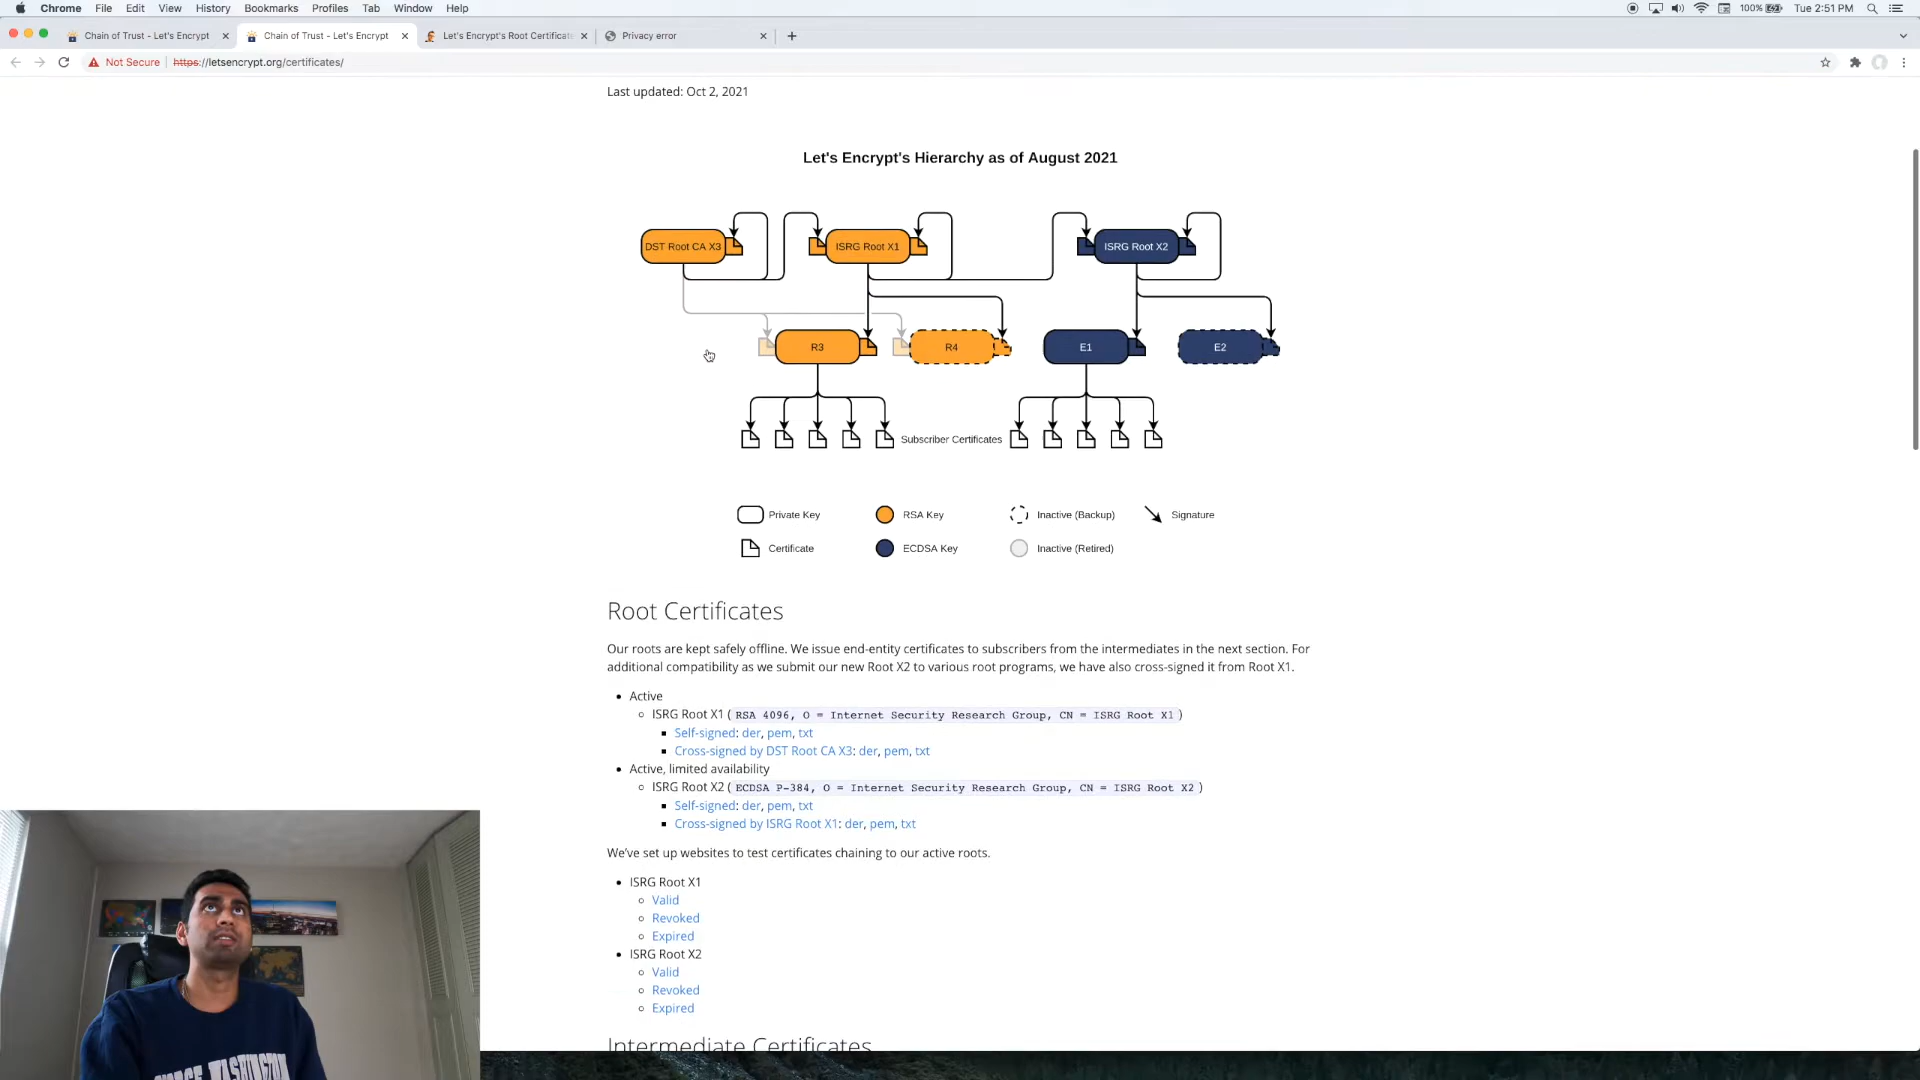 Chrome File Edit View History Bookmarks Profiles Tab Window Help 100% Tue 2:51 PM
Chain of Trust - Let's Encrypt Chain of Trust - Let's Encrypt Let's Encrypt's Root Certificate Privacy error
Not Secure https://letsencrypt.org/certificates/
Last updated: Oct 2, 2021
Let's Encrypt's Hierarchy as of August 2021
DST Root CA X3 ISRG Root X1 ISRG Root X2
R3 R4 E1 E2
Subscriber Certificates
Private Key RSA Key Inactive (Backup) Signature
Certificate ECDSA Key Inactive (Retired)
Root Certificates
Our roots are kept safely offline. We issue end-entity certificates to subscribers from the intermediates in the next section. For
additional compatibility as we submit our new Root X2 to various root programs, we have also cross-signed it from Root X1.
Active
ISRG Root X1 ( RSA 4096, O = Internet Security Research Group, CN = ISRG Root X1 )
Self-signed: der, pem, txt
Cross-signed by DST Root CA X3: der, pem, txt
Active, limited availability
ISRG Root X2 ( ECDSA P-384, O = Internet Security Research Group, CN = ISRG Root X2 )
Self-signed: der, pem, txt
Cross-signed by ISRG Root X1: der, pem, txt
We've set up websites to test certificates chaining to our active roots.
ISRG Root X1
Valid
Revoked
Expired
ISRG Root X2
Valid
Revoked
Expired
Intermediate Certificates